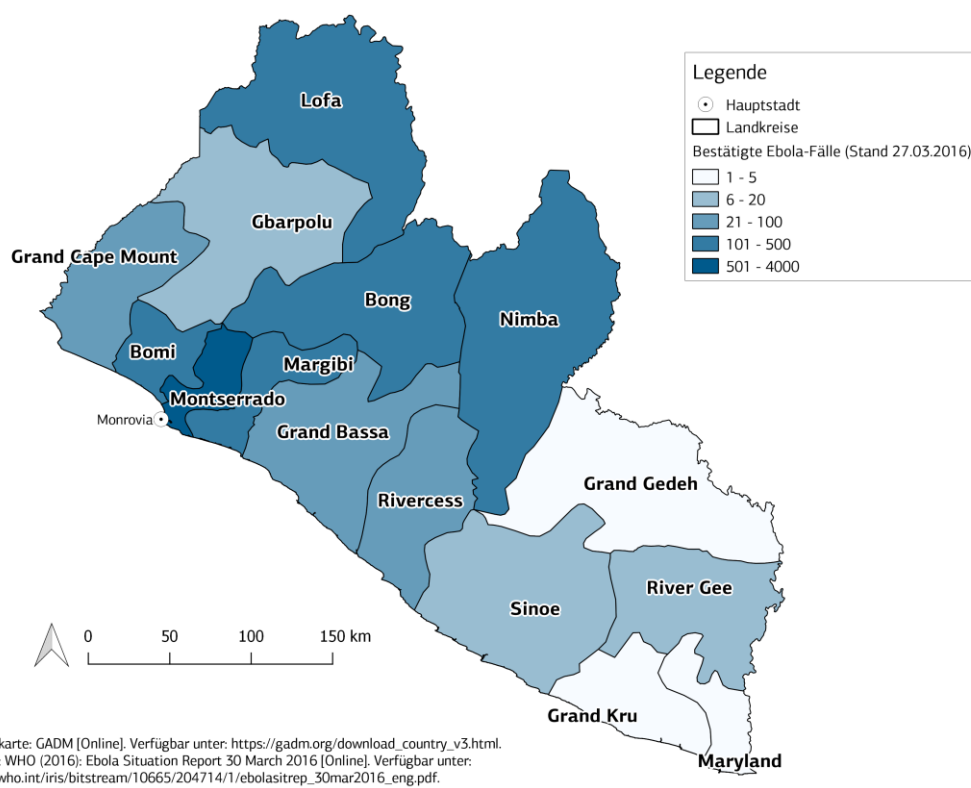 Lofa
Gbarpolu
Grand Cape Mount
Bong
Nimba
Bomi
Margibi
Montserrado
Monrovia
Grand Bassa
Grand Gedeh
Rivercess
River Gee
Sinoe
Grand Kru
Maryland
Legende
Hauptstadt
Landkreise
Bestätigte Ebola-Fälle (Stand 27.03.2016)
1 - 5
6 - 20
21 - 100
101 - 500
501 - 4000
0 50 100 150 km
karte: GADM [Online]. Verfügbar unter: https://gadm.org/download_country_v3.html.
: WHO (2016): Ebola Situation Report 30 March 2016 [Online]. Verfügbar unter:
who.int/iris/bitstream/10665/204714/1/ebolasitrep_30mar2016_eng.pdf.